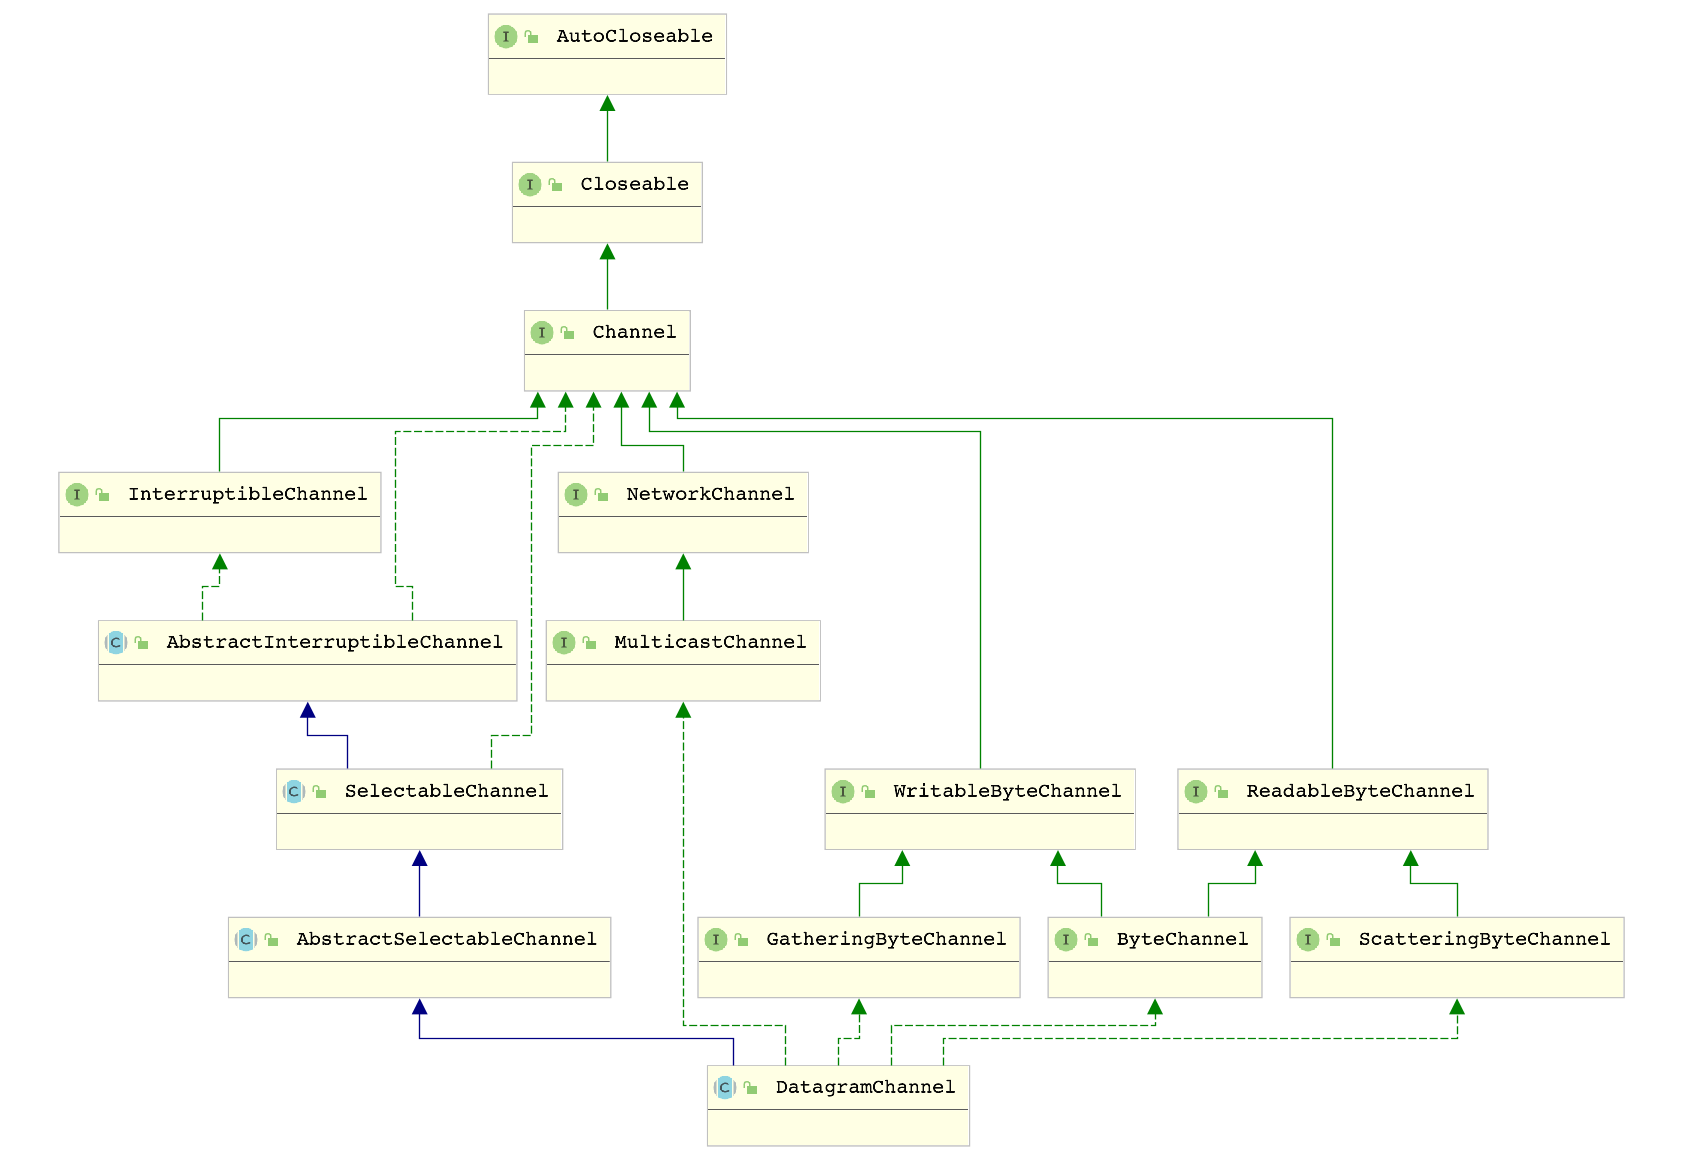 I AutoCloseable
I Closeable
I Channel
I InterruptibleChannel
I NetworkChannel
C AbstractInterruptibleChannel
I MulticastChannel
C SelectableChannel
I WritableByteChannel
I ReadableByteChannel
C AbstractSelectableChannel
I GatheringByteChannel
I ByteChannel
I ScatteringByteChannel
C DatagramChannel